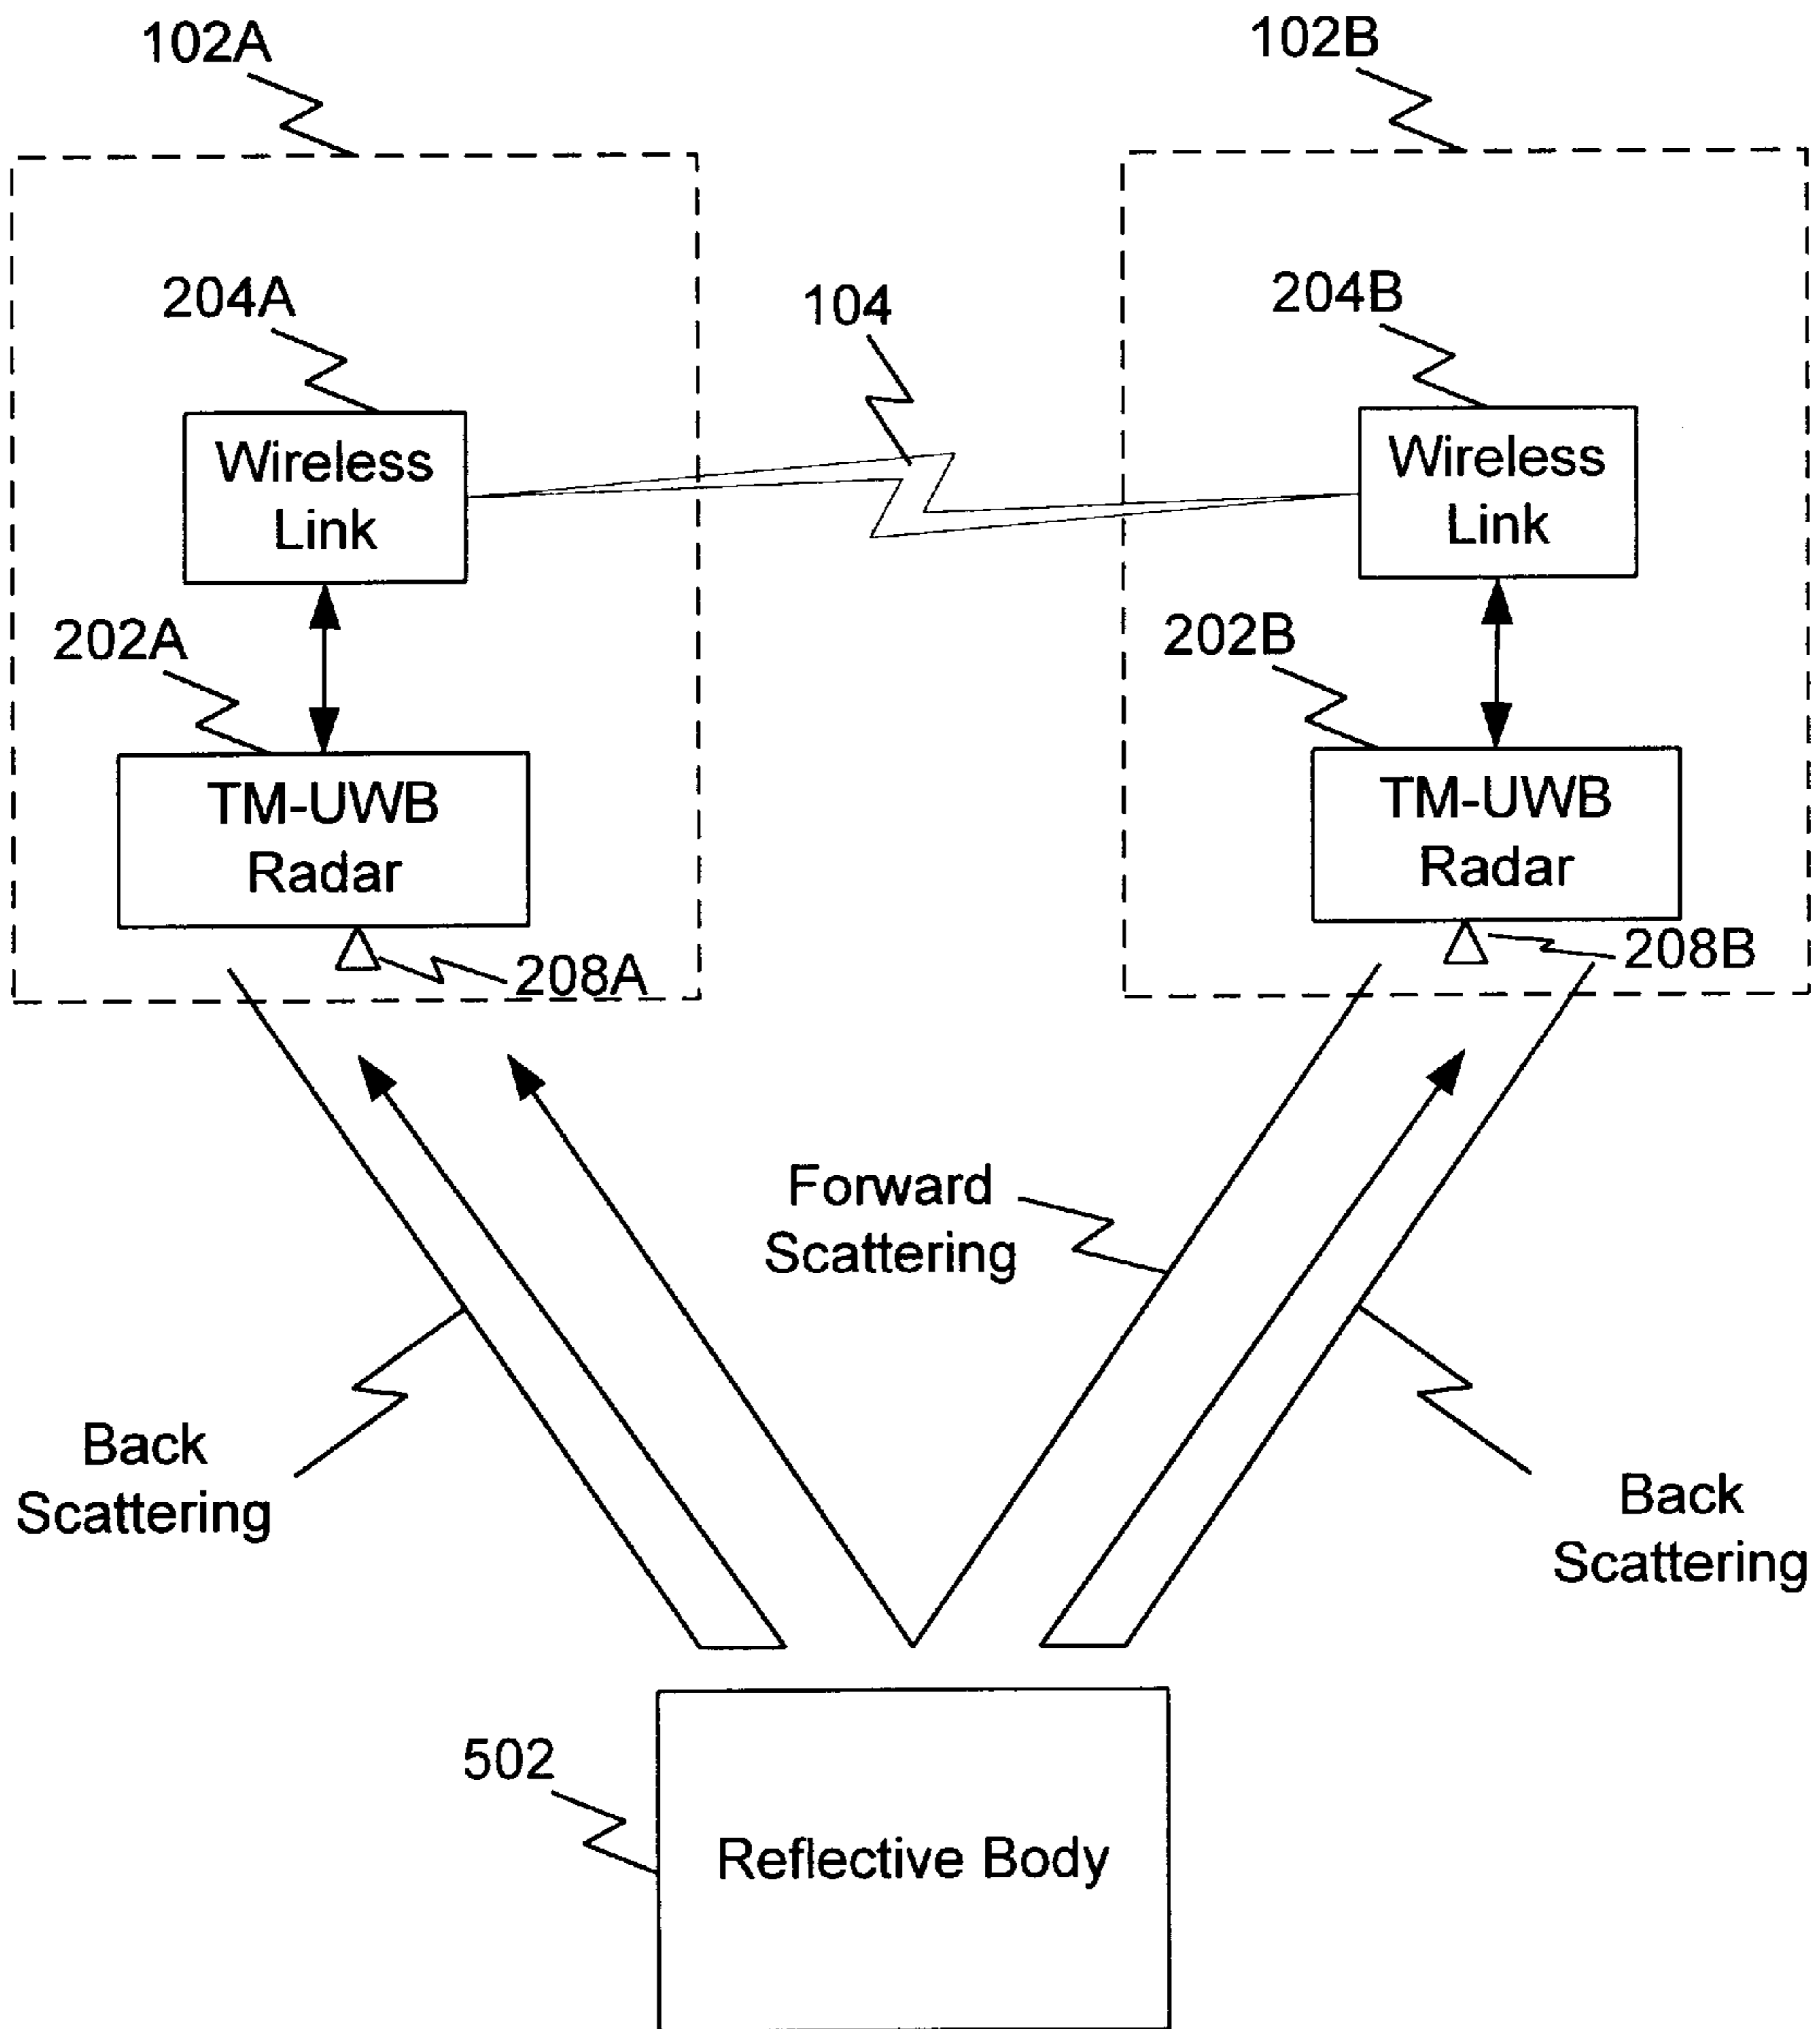 102A
102B
204A
104
204B
Wireless
Link
Wireless
Link
202A
202B
TM-UWB
Radar
TM-UWB
Radar
208A
208B
Forward
Scattering
Back
Scattering
Back
Scattering
502
Reflective Body